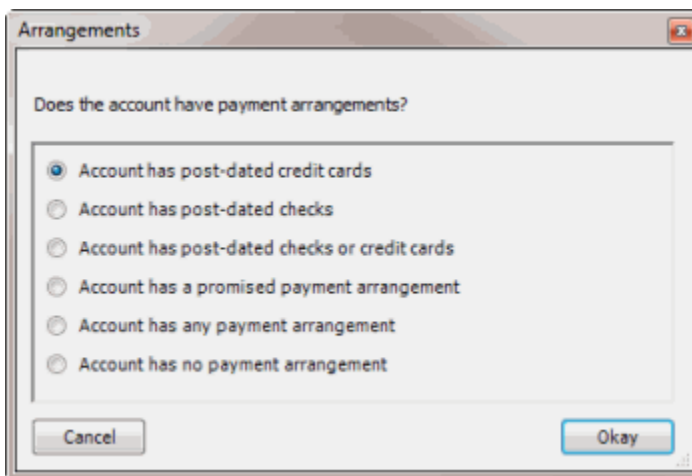 Arrangements
Does the account have payment arrangements?
Account has post-dated credit cards
Account has post-dated checks
Account has post-dated checks or credit cards
Account has a promised payment arrangement
Account has any payment arrangement
Account has no payment arrangement
Cancel
Okay